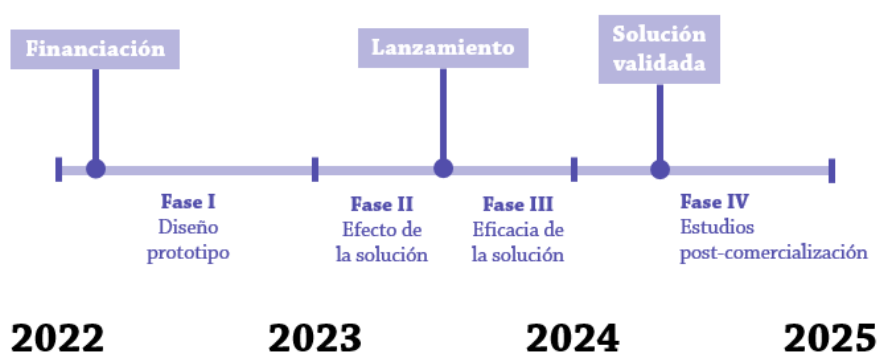 Financiación
Lanzamiento
Solución
validada
Fase I
Diseño
prototipo
Fase II
Efecto de
la solución
Fase III
Eficacia de
la solución
Fase IV
Estudios
post-comercialización
2022
2023
2024
2025